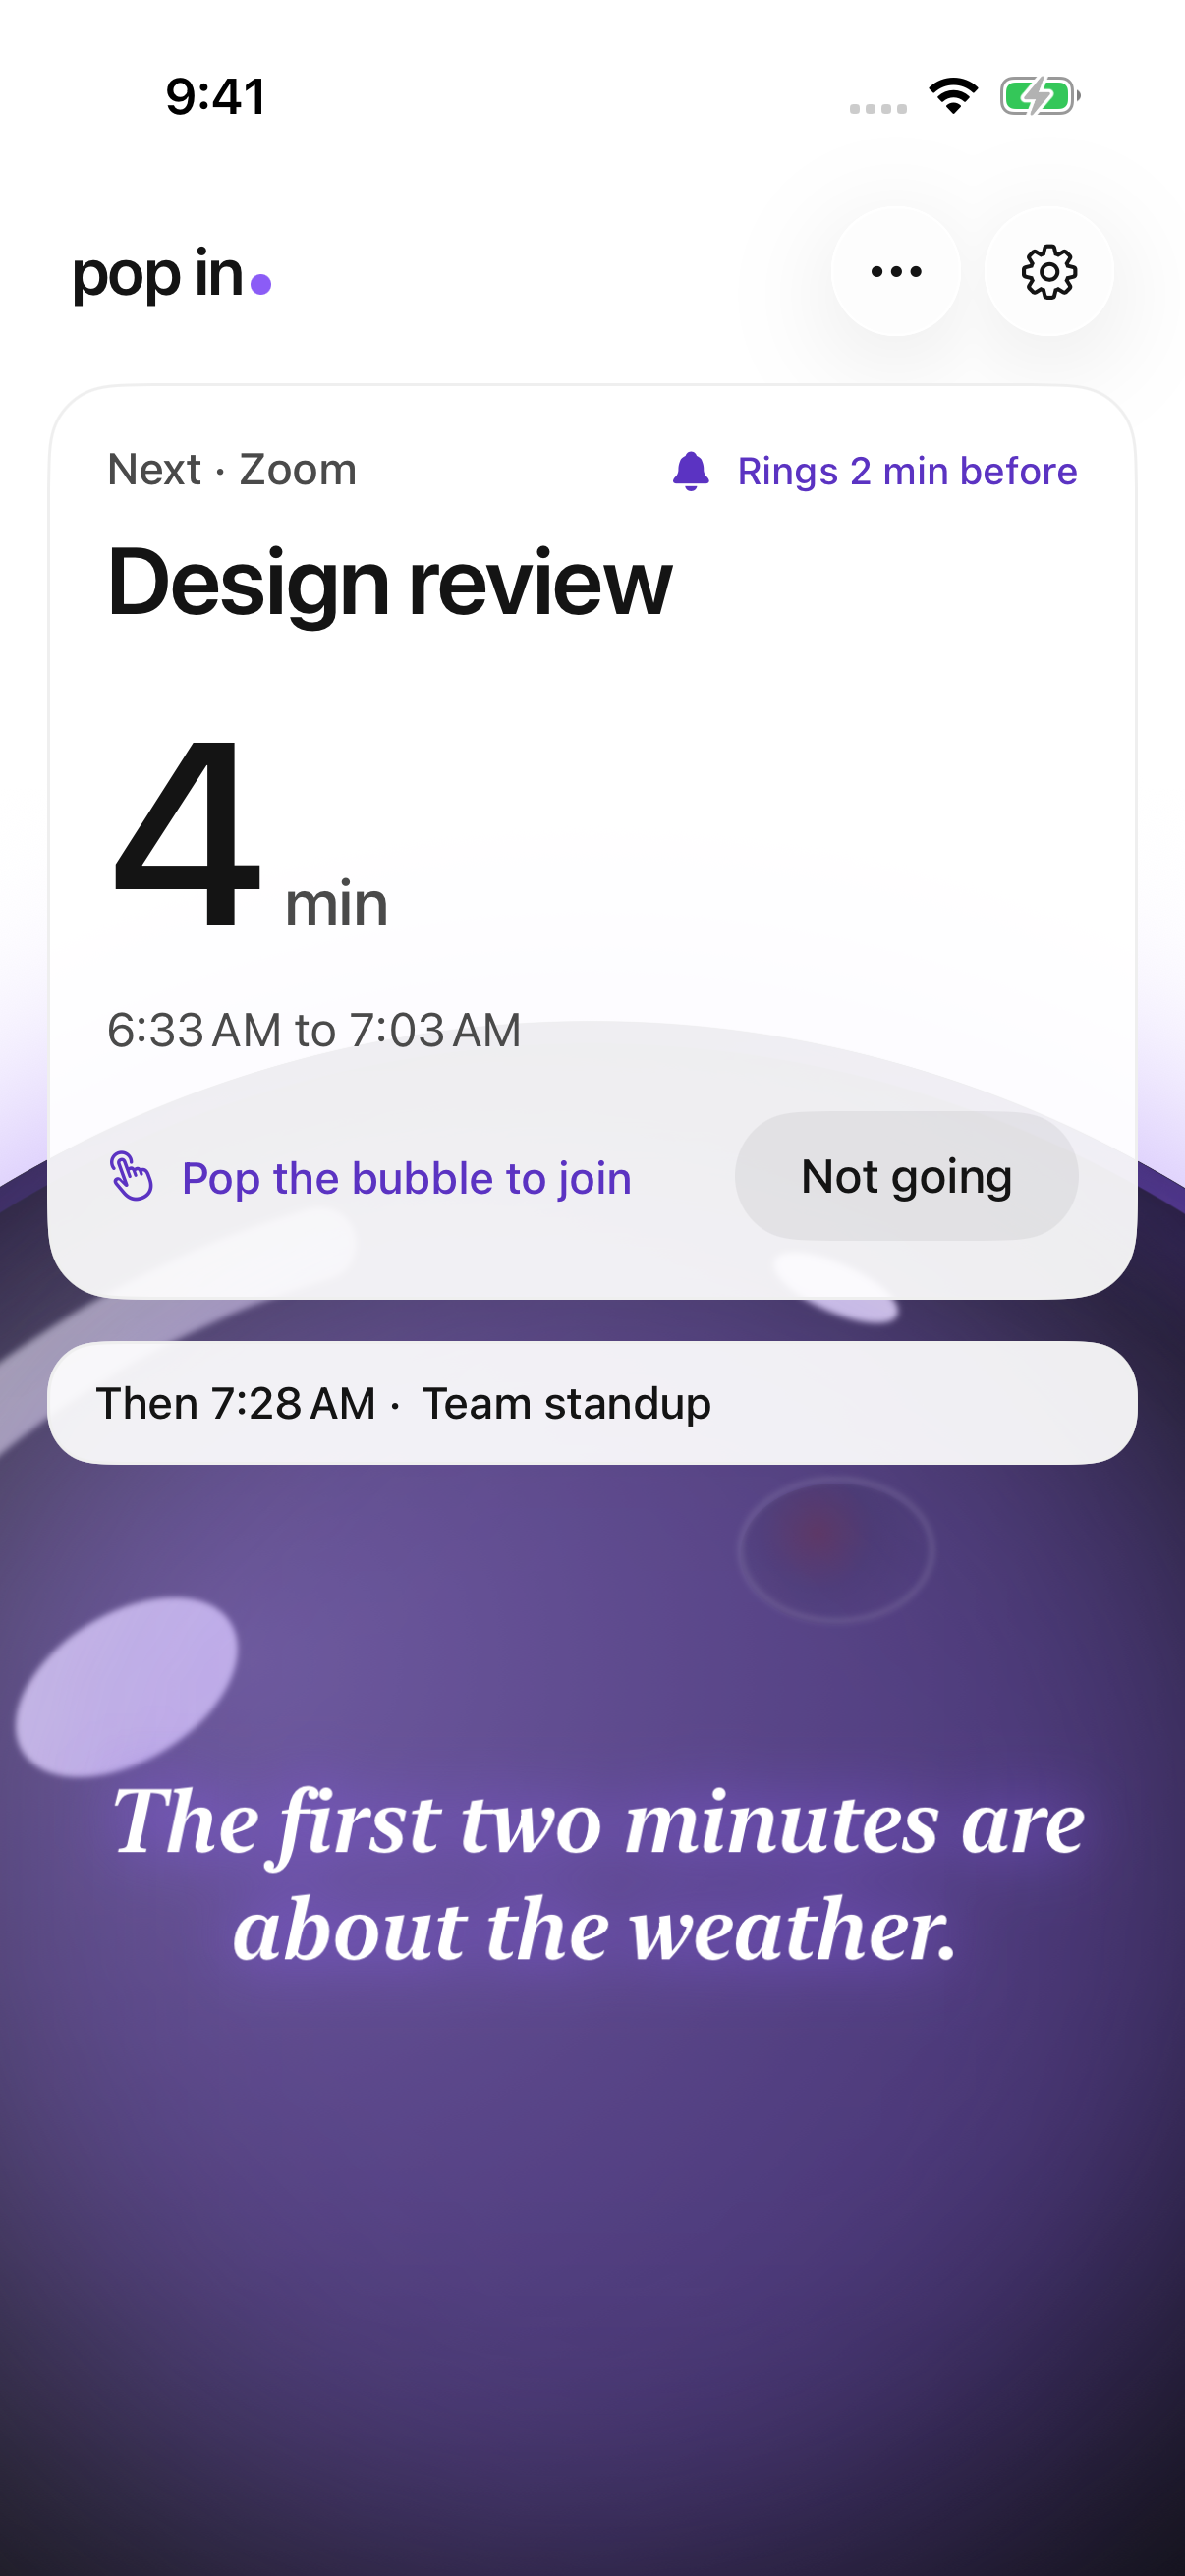 9:41
pop in
Next · Zoom
Rings 2 min before
Design review
4 min
6:33 AM to 7:03 AM
Pop the bubble to join
Not going
Then 7:28 AM · Team standup
The first two minutes are
about the weather.